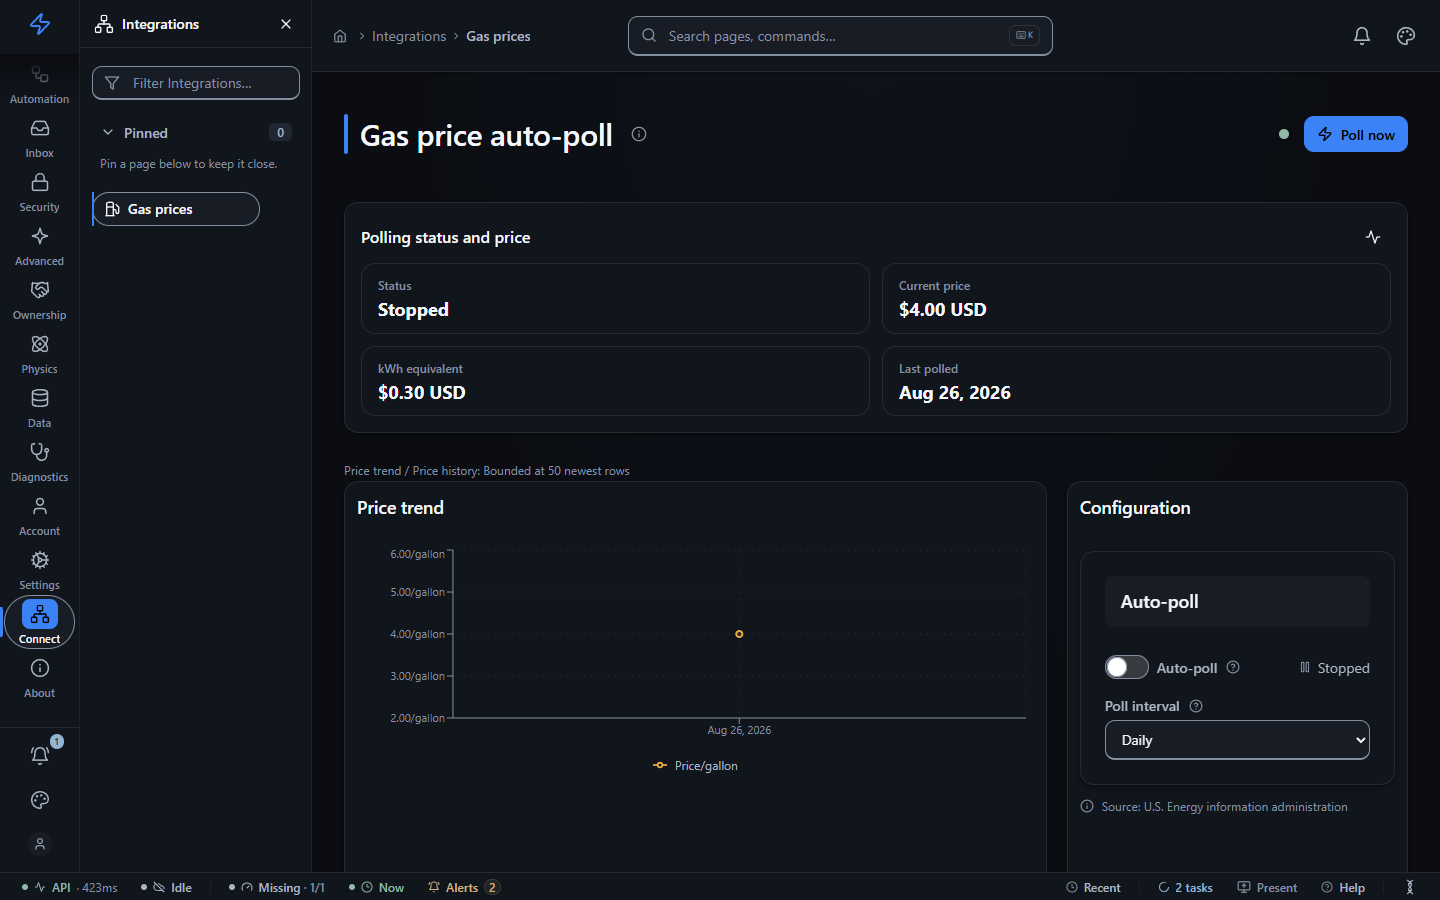 Integrations
Integrations
Gas prices
Search pages, commands...
K
Automation
Inbox
Security
Advanced
Ownership
Physics
Data
Diagnostics
Account
Settings
Connect
About
1
Filter Integrations...
Pinned
0
Pin a page below to keep it close.
Gas prices
Gas price auto-poll
Poll now
Polling status and price
Status
Stopped
Current price
$4.00 USD
kWh equivalent
$0.30 USD
Last polled
Aug 26, 2026
Price trend / Price history: Bounded at 50 newest rows
Price trend
6.00/gallon
5.00/gallon
4.00/gallon
3.00/gallon
2.00/gallon
Aug 26, 2026
Price/gallon
Configuration
Auto-poll
Auto-poll
Stopped
Poll interval
Daily
Source: U.S. Energy information administration
API · 423ms
Idle
Missing · 1/1
Now
Alerts 2
Recent
2 tasks
Present
Help